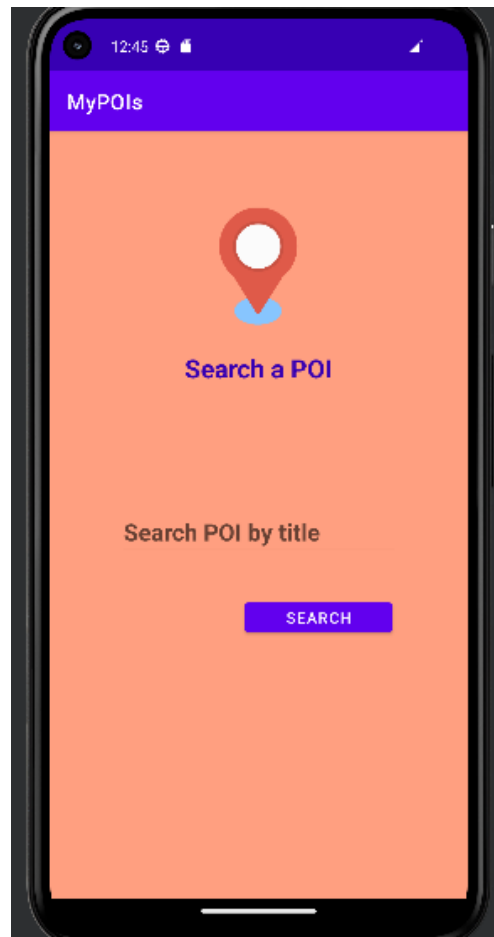 12:45
MyPOIs
Search a POI
Search POI by title
SEARCH